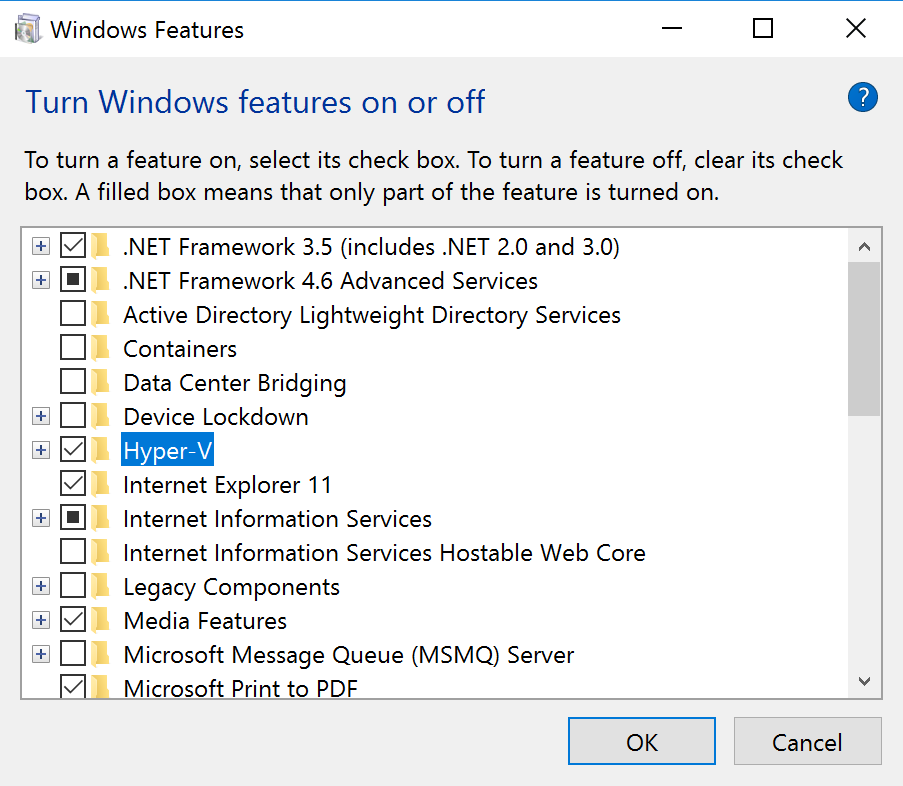 Windows Features
Turn Windows features on or off
?
To turn a feature on, select its check box. To turn a feature off, clear its check
box. A filled box means that only part of the feature is turned on.
.NET Framework 3.5 (includes .NET 2.0 and 3.0)
.NET Framework 4.6 Advanced Services
Active Directory Lightweight Directory Services
Containers
Data Center Bridging
Device Lockdown
Hyper-V
Internet Explorer 11
Internet Information Services
Internet Information Services Hostable Web Core
Legacy Components
Media Features
Microsoft Message Queue (MSMQ) Server
Microsoft Print to PDF
OK
Cancel